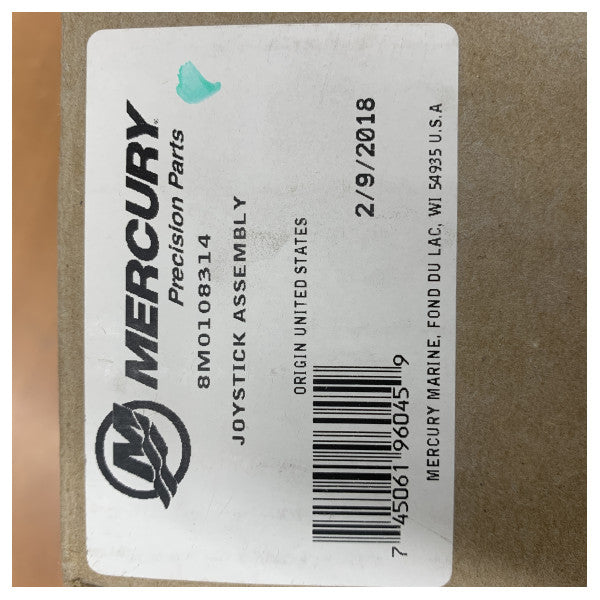 MERCURY
Precision Parts
8M0108314
JOYSTICK ASSEMBLY
ORIGIN UNITED STATES
7 45061 96045 9
2/9/2018
MERCURY MARINE, FOND DU LAC, WI 54935 U.S.A